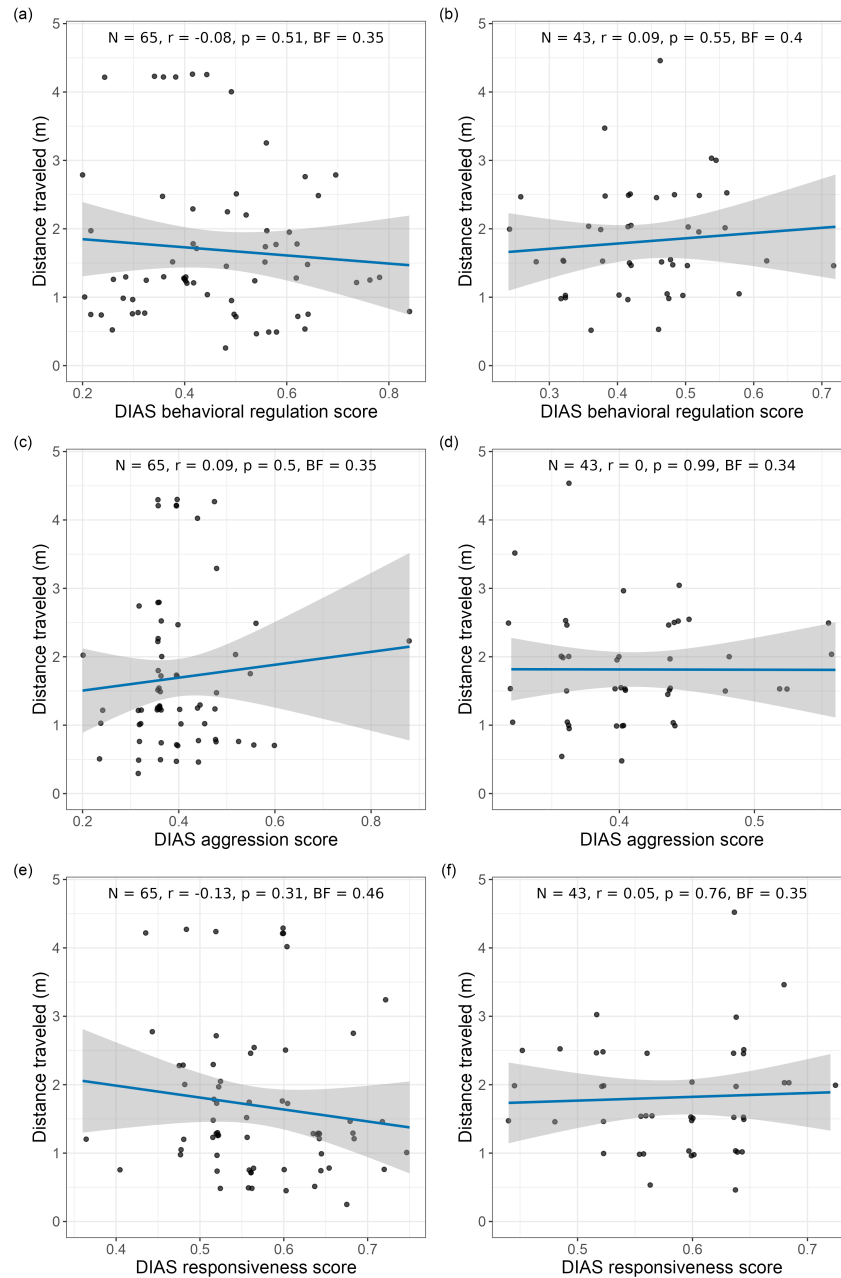 (a)
N = 65, r = -0.08, p = 0.51, BF = 0.35
5
4
3
2
1
0
Distance traveled (m)
0.2 0.4 0.6 0.8
DIAS behavioral regulation score
(b)
N = 43, r = 0.09, p = 0.55, BF = 0.4
5
4
3
2
1
0
Distance traveled (m)
0.3 0.4 0.5 0.6 0.7
DIAS behavioral regulation score
(c)
N = 65, r = 0.09, p = 0.5, BF = 0.35
5
4
3
2
1
0
Distance traveled (m)
0.2 0.4 0.6 0.8
DIAS aggression score
(d)
N = 43, r = 0, p = 0.99, BF = 0.34
5
4
3
2
1
0
Distance traveled (m)
0.4 0.5
DIAS aggression score
(e)
N = 65, r = -0.13, p = 0.31, BF = 0.46
5
4
3
2
1
0
Distance traveled (m)
0.4 0.5 0.6 0.7
DIAS responsiveness score
(f)
N = 43, r = 0.05, p = 0.76, BF = 0.35
5
4
3
2
1
0
Distance traveled (m)
0.5 0.6 0.7
DIAS responsiveness score